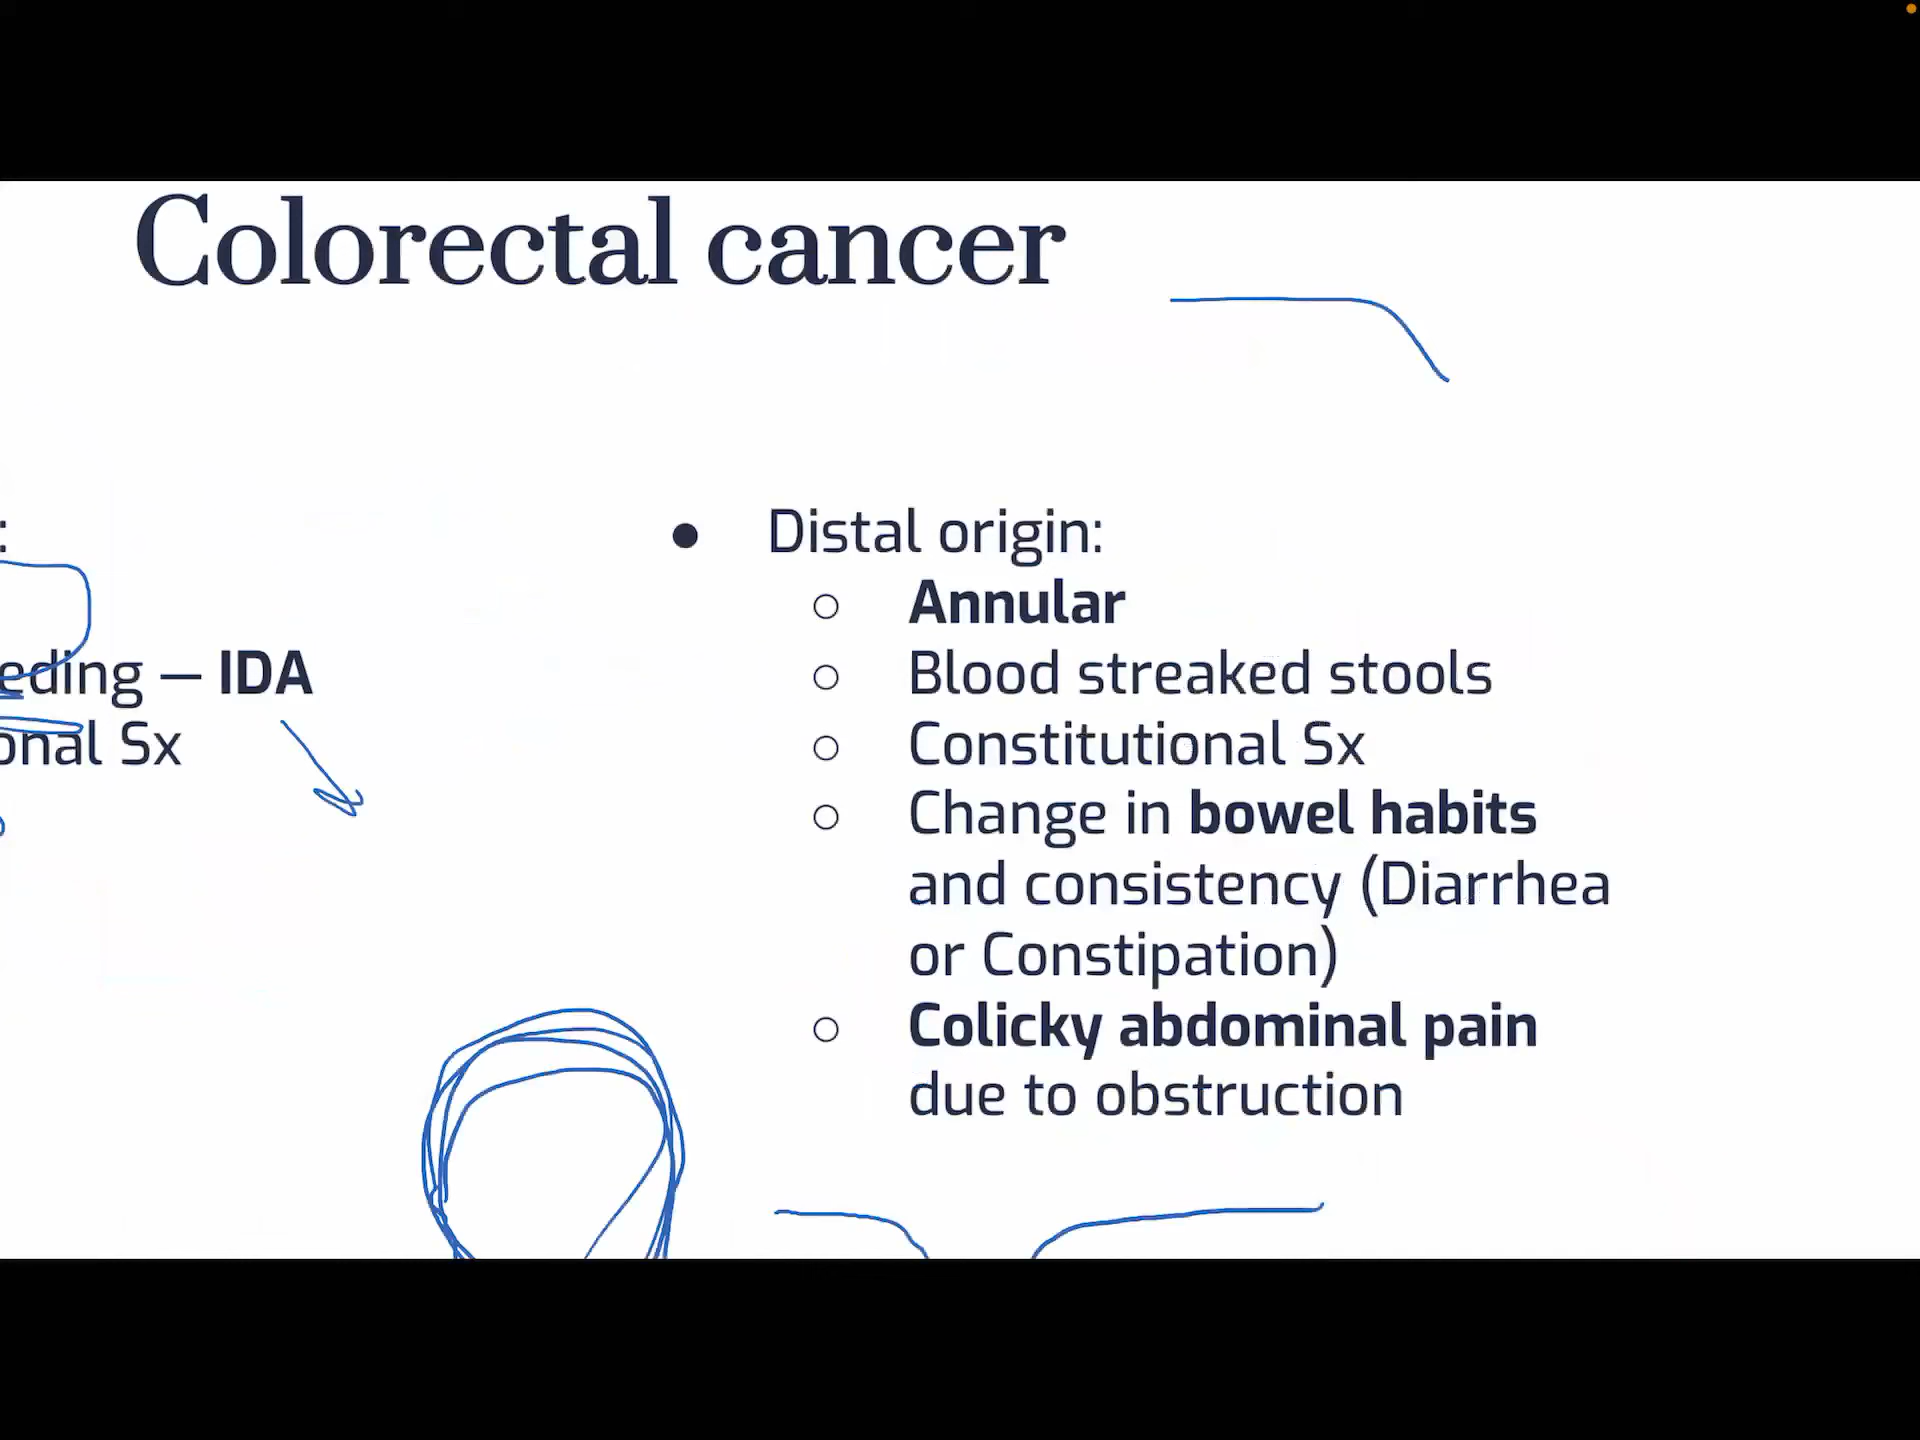 Colorectal cancer
:
eding — IDA
onal Sx
● Distal origin:
○ Annular
○ Blood streaked stools
○ Constitutional Sx
○ Change in bowel habits
and consistency (Diarrhea
or Constipation)
○ Colicky abdominal pain
due to obstruction